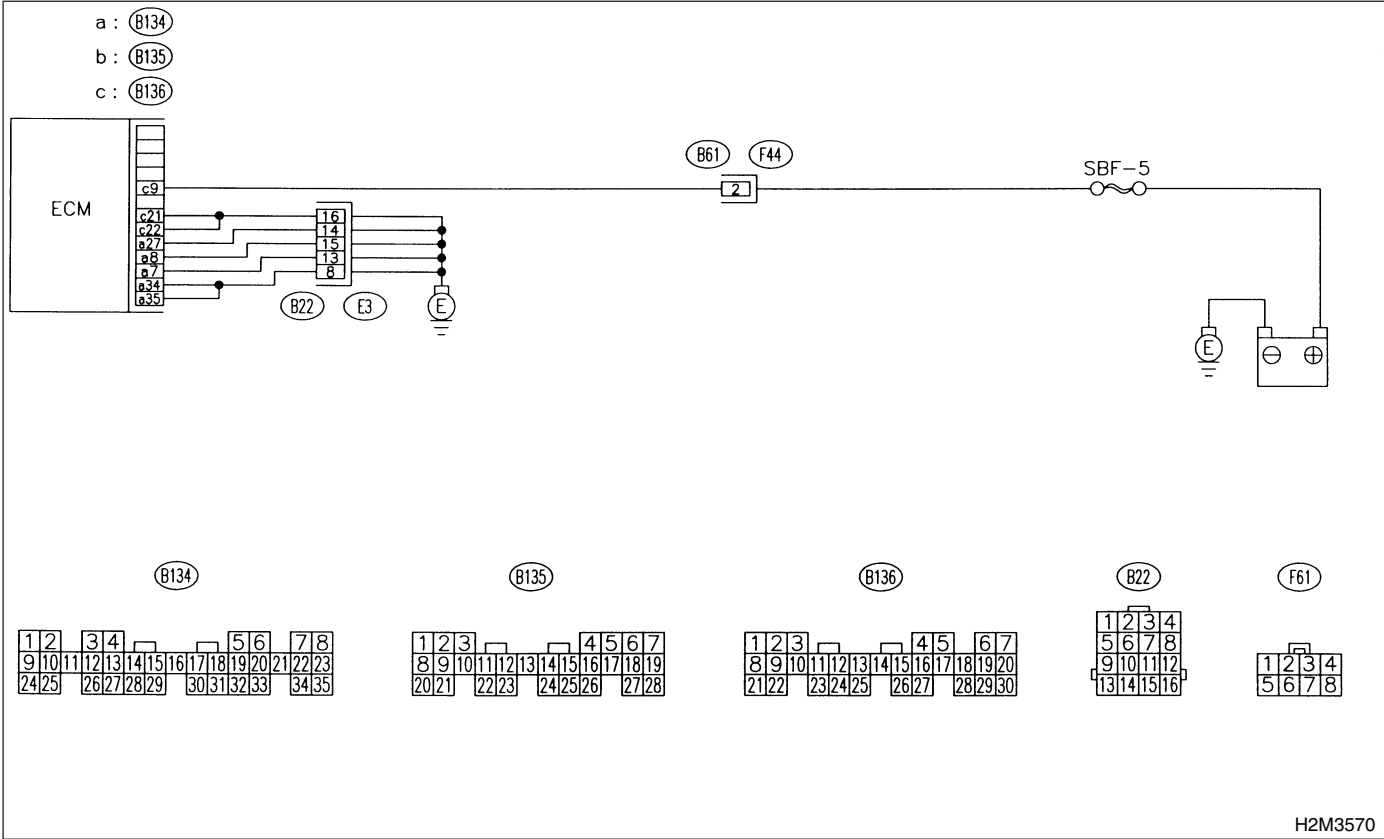 a : B134
b : B135
c : B136
B61 F44
SBF-5
c9
2
ECM
c21 16
c22 14
a27 15
a8 13
a7 8
a34
a35
B22 E3 E
E ⊖ ⊕
B134 B135 B136 B22 F61
1 2 3 4 5 6 7 8
9 10 11 12 13 14 15 16 17 18 19 20 21 22 23
24 25 26 27 28 29 30 31 32 33 34 35
1 2 3 4 5 6 7
8 9 10 11 12 13 14 15 16 17 18 19
20 21 22 23 24 25 26 27 28
1 2 3 4 5 6 7
8 9 10 11 12 13 14 15 16 17 18 19 20
21 22 23 24 25 26 27 28 29 30
1 2 3 4
5 6 7 8
9 10 11 12
13 14 15 16
1 2 3 4
5 6 7 8
H2M3570